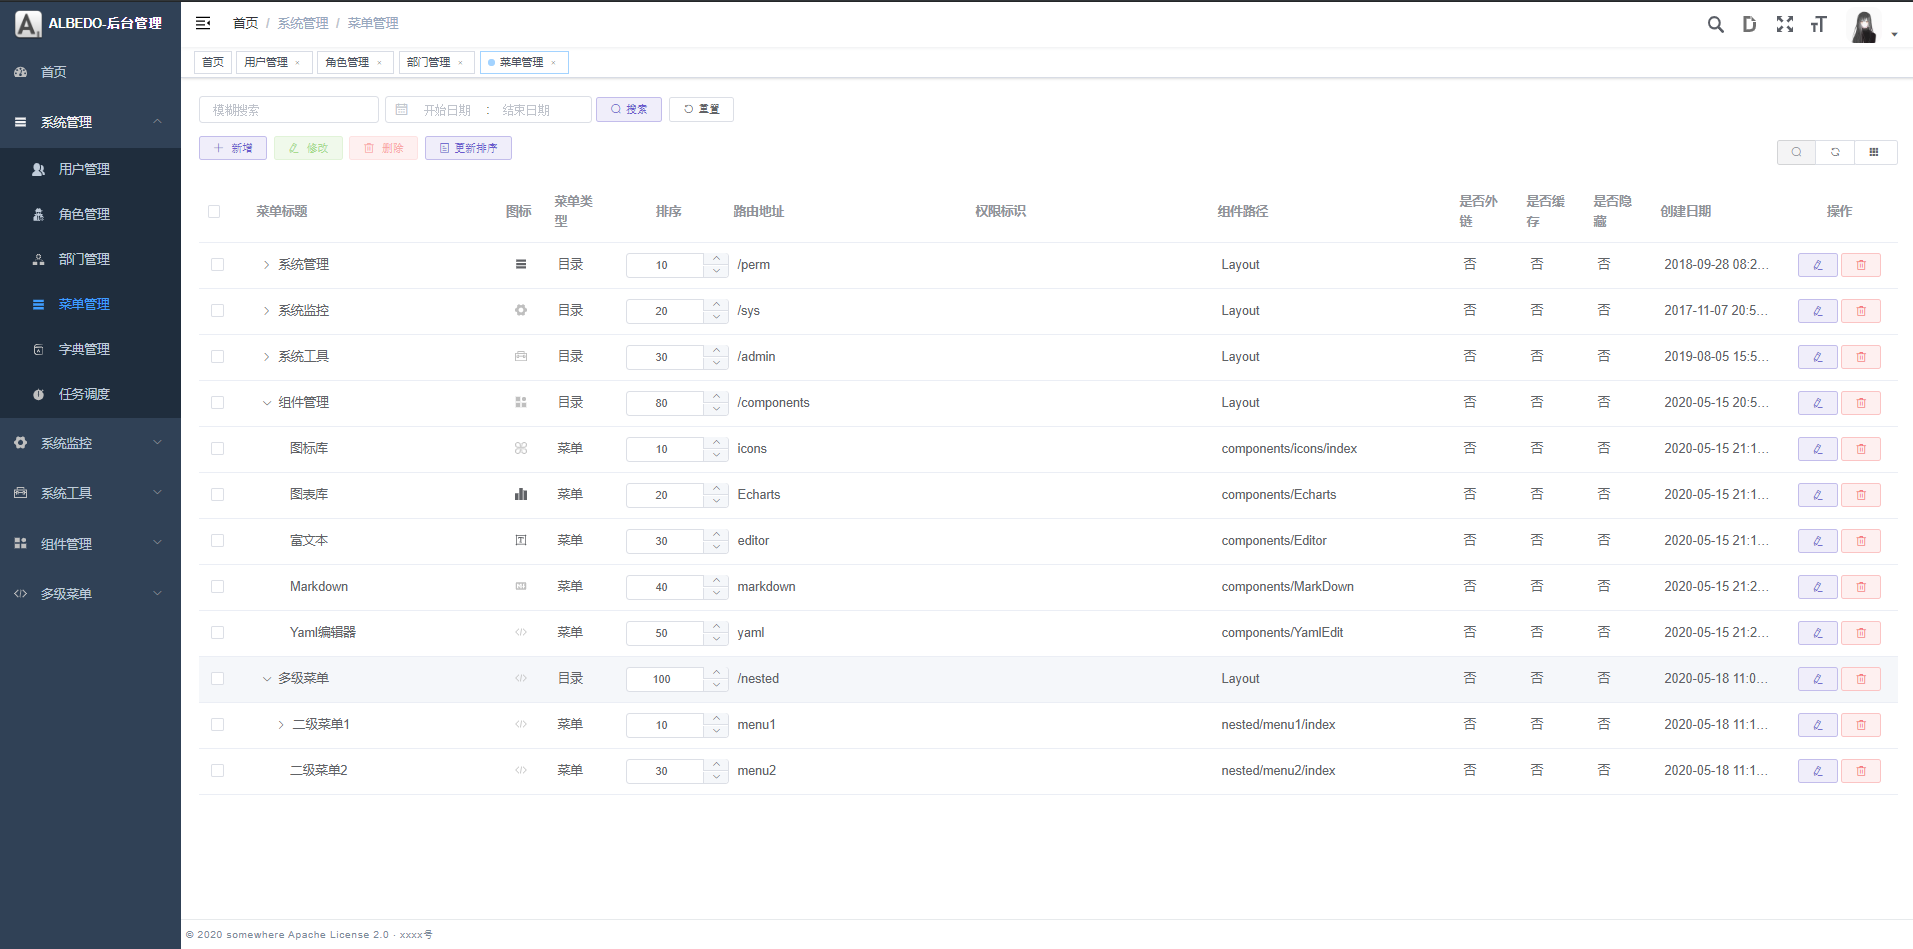 ALBEDO-后台管理
首页
系统管理
用户管理
角色管理
部门管理
菜单管理
字典管理
任务调度
系统监控
系统工具
组件管理
多级菜单
首页 / 系统管理 / 菜单管理
首页 用户管理 × 角色管理 × 部门管理 × 菜单管理 ×
模糊搜索 开始日期 : 结束日期 搜索 重置
新增 修改 删除 更新排序
菜单标题 图标 菜单类型 排序 路由地址 权限标识 组件路径 是否外链 是否缓存 是否隐藏 创建日期 操作
系统管理 目录 10 /perm Layout 否 否 否 2018-09-28 08:2...
系统监控 目录 20 /sys Layout 否 否 否 2017-11-07 20:5...
系统工具 目录 30 /admin Layout 否 否 否 2019-08-05 15:5...
组件管理 目录 80 /components Layout 否 否 否 2020-05-15 20:5...
图标库 菜单 10 icons components/icons/index 否 否 否 2020-05-15 21:1...
图表库 菜单 20 Echarts components/Echarts 否 否 否 2020-05-15 21:1...
富文本 菜单 30 editor components/Editor 否 否 否 2020-05-15 21:1...
Markdown 菜单 40 markdown components/MarkDown 否 否 否 2020-05-15 21:2...
Yaml编辑器 菜单 50 yaml components/YamlEdit 否 否 否 2020-05-15 21:2...
多级菜单 目录 100 /nested Layout 否 否 否 2020-05-18 11:0...
二级菜单1 菜单 10 menu1 nested/menu1/index 否 否 否 2020-05-18 11:1...
二级菜单2 菜单 30 menu2 nested/menu2/index 否 否 否 2020-05-18 11:1...
© 2020 somewhere Apache License 2.0 · xxxx号